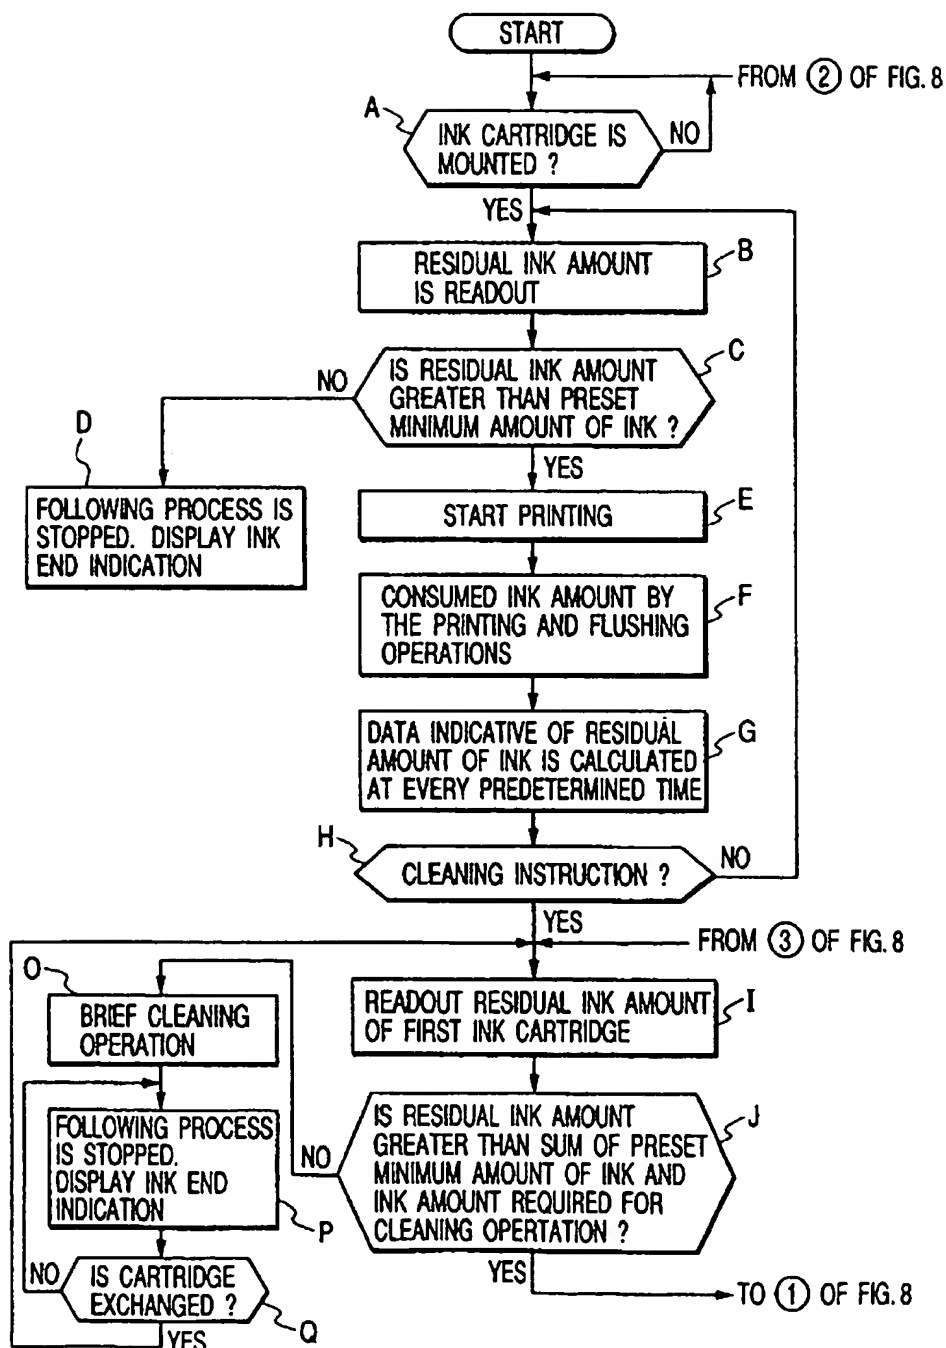 START
FROM ② OF FIG. 8
A
INK CARTRIDGE IS
MOUNTED ?
NO
YES
B
RESIDUAL INK AMOUNT
IS READOUT
C
IS RESIDUAL INK AMOUNT
GREATER THAN PRESET
MINIMUM AMOUNT OF INK ?
NO
YES
D
FOLLOWING PROCESS IS
STOPPED. DISPLAY INK
END INDICATION
START PRINTING
E
CONSUMED INK AMOUNT BY
THE PRINTING AND FLUSHING
OPERATIONS
F
DATA INDICATIVE OF RESIDUAL
AMOUNT OF INK IS CALCULATED
AT EVERY PREDETERMINED TIME
G
H
CLEANING INSTRUCTION ?
NO
YES
FROM ③ OF FIG. 8
O
BRIEF CLEANING
OPERATION
READOUT RESIDUAL INK AMOUNT
OF FIRST INK CARTRIDGE
I
IS RESIDUAL INK AMOUNT
GREATER THAN SUM OF PRESET
MINIMUM AMOUNT OF INK AND
INK AMOUNT REQUIRED FOR
CLEANING OPERTATION ?
J
NO
YES
TO ① OF FIG. 8
FOLLOWING PROCESS
IS STOPPED.
DISPLAY INK END
INDICATION
P
NO
IS CARTRIDGE
EXCHANGED ?
Q
YES